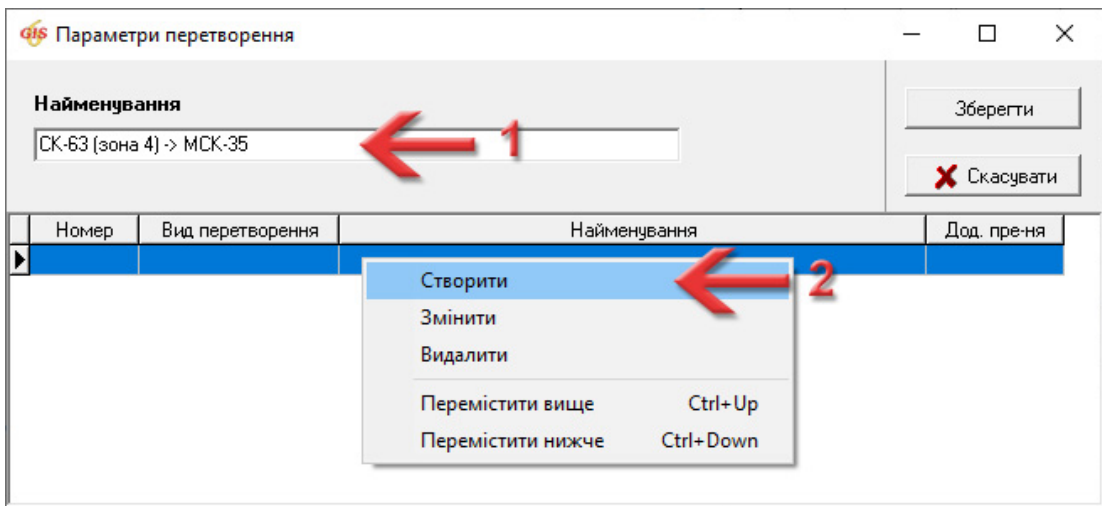 GIS6 Параметри перетворення
Найменування
СК-63 (зона 4) -> МСК-35
1
Зберегти
Скасувати
Номер Вид перетворення Найменування Дод. пре-ня
Створити
2
Змінити
Видалити
Перемістити вище Ctrl+Up
Перемістити нижче Ctrl+Down